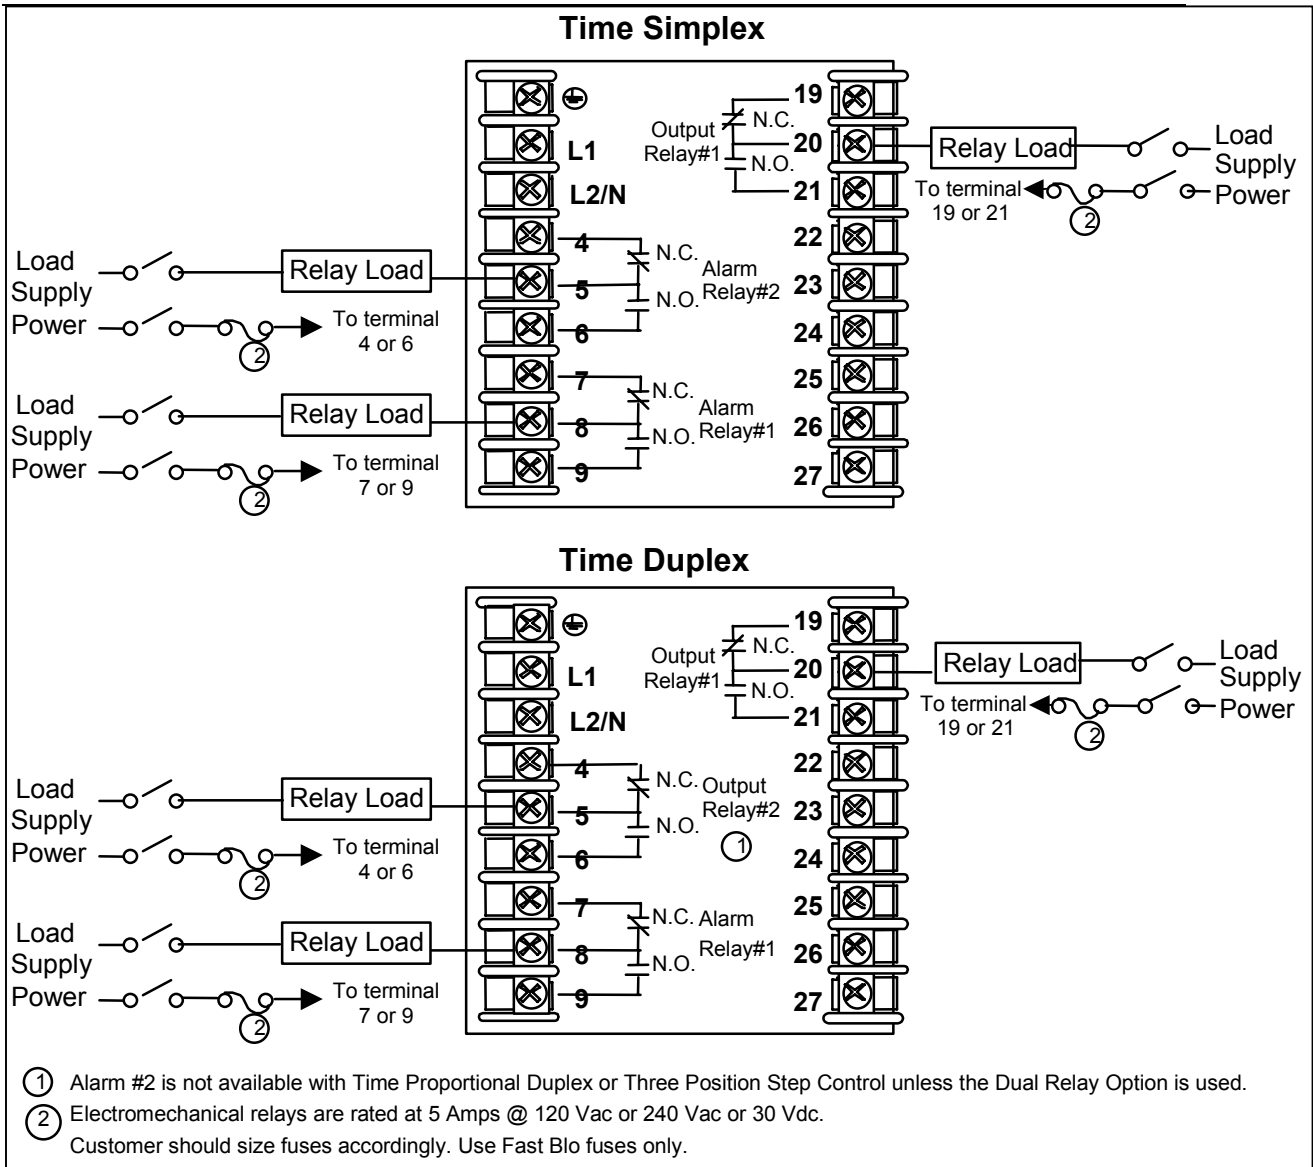 Time Simplex
L1
L2/N
4
5
6
7
8
9
N.C.
N.O.
Alarm
Relay#2
N.C.
N.O.
Alarm
Relay#1
Output
Relay#1
N.C.
N.O.
19
20
21
22
23
24
25
26
27
Load
Supply
Power
Relay Load
2
To terminal
4 or 6
Load
Supply
Power
Relay Load
2
To terminal
7 or 9
Relay Load
Load
Supply
Power
To terminal
19 or 21
2
Time Duplex
L1
L2/N
4
5
6
7
8
9
N.C.
N.O.
Output
Relay#2
1
N.C.
N.O.
Alarm
Relay#1
Output
Relay#1
N.C.
N.O.
19
20
21
22
23
24
25
26
27
Load
Supply
Power
Relay Load
2
To terminal
4 or 6
Load
Supply
Power
Relay Load
2
To terminal
7 or 9
Relay Load
Load
Supply
Power
To terminal
19 or 21
2
1 Alarm #2 is not available with Time Proportional Duplex or Three Position Step Control unless the Dual Relay Option is used.
2 Electromechanical relays are rated at 5 Amps @ 120 Vac or 240 Vac or 30 Vdc.
Customer should size fuses accordingly. Use Fast Blo fuses only.